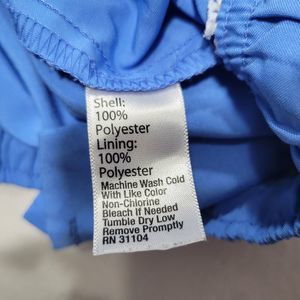 Shell:
100%
Polyester
Lining:
100%
Polyester
Machine Wash Cold
With Like Color
Non-Chlorine
Bleach If Needed
Tumble Dry Low
Remove Promptly
RN 31104